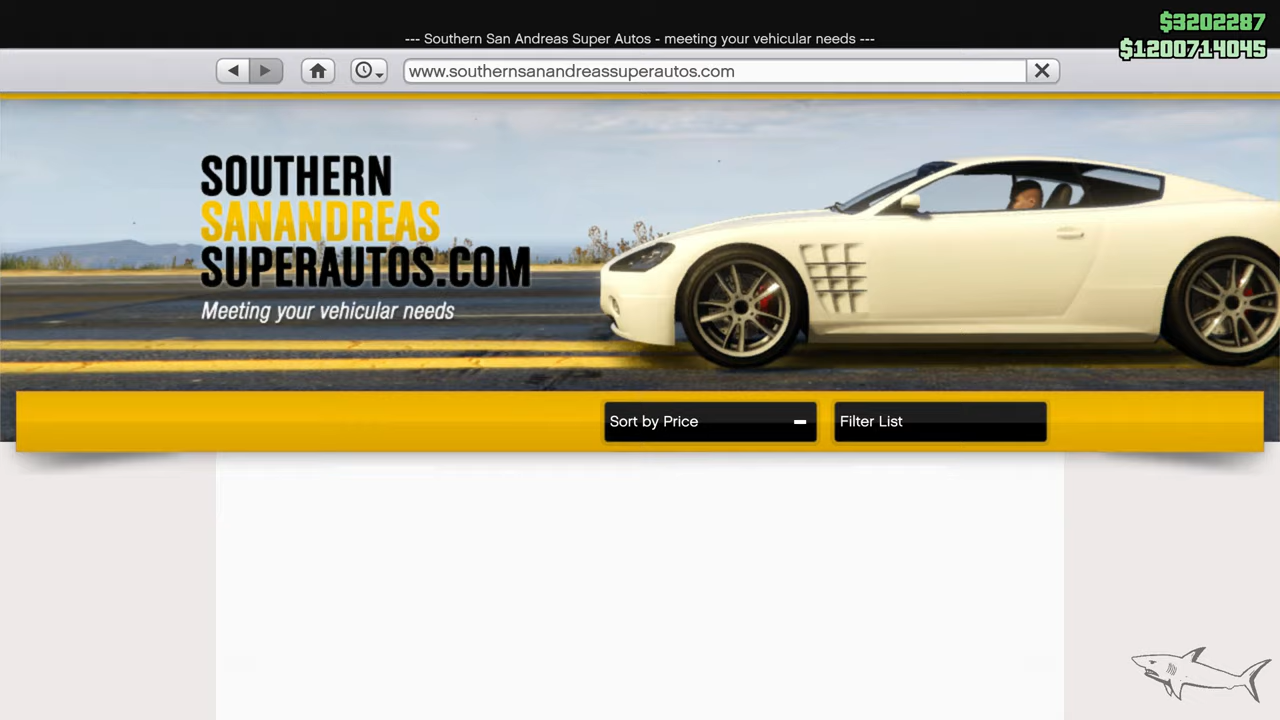 $3202287
--- Southern San Andreas Super Autos - meeting your vehicular needs ---
$1200714045
www.southernsanandreassuperautos.com
SOUTHERN
SANANDREAS
SUPERAUTOS.COM
Meeting your vehicular needs
Sort by Price
Filter List